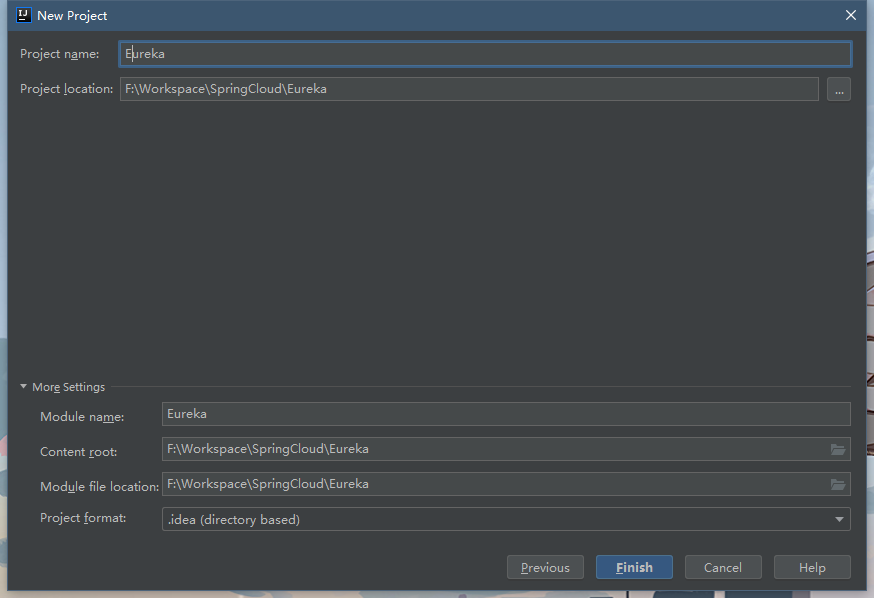 New Project
Project name: Eureka
Project location: F:\Workspace\SpringCloud\Eureka ...
More Settings
Module name: Eureka
Content root: F:\Workspace\SpringCloud\Eureka
Module file location: F:\Workspace\SpringCloud\Eureka
Project format: .idea (directory based)
Previous Finish Cancel Help